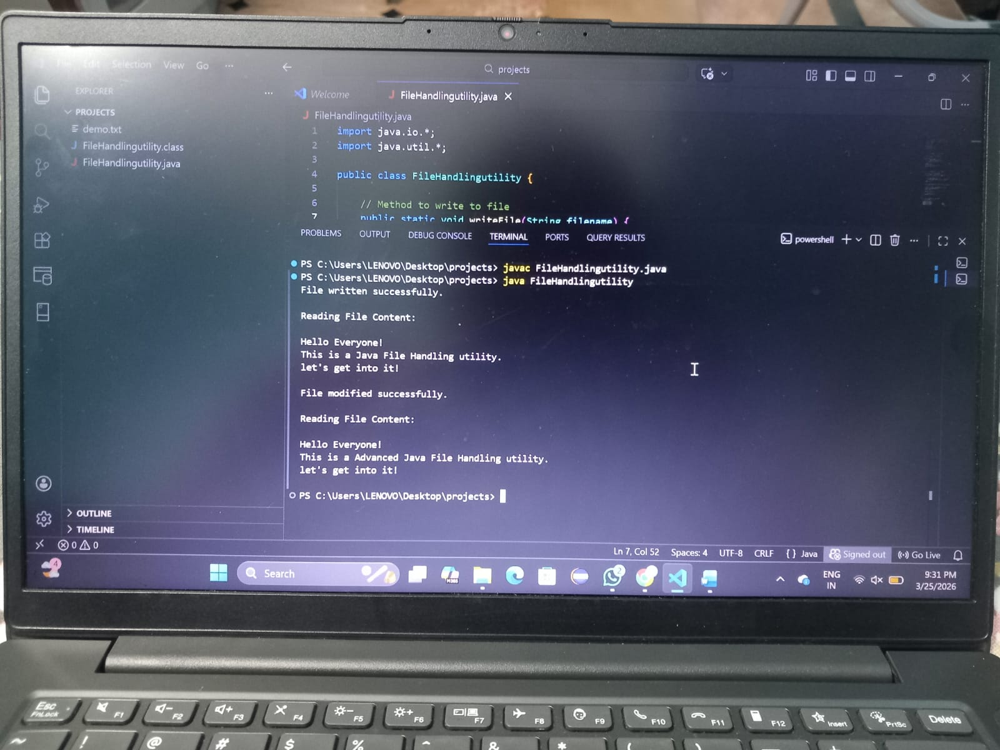 File Edit Selection View Go ...
projects
EXPLORER ...
Welcome
FileHandlingutility.java
PROJECTS
demo.txt
FileHandlingutility.class
FileHandlingutility.java
FileHandlingutility.java
1 import java.io.*;
2 import java.util.*;
3
4 public class FileHandlingutility {
5
6 // Method to write to file
7 public static void writeFile(String filename) {
PROBLEMS OUTPUT DEBUG CONSOLE TERMINAL PORTS QUERY RESULTS
powershell
PS C:\Users\LENOVO\Desktop\projects> javac FileHandlingutility.java
PS C:\Users\LENOVO\Desktop\projects> java FileHandlingutility
File written successfully.
Reading File Content:
Hello Everyone!
This is a Java File Handling utility.
let's get into it!
File modified successfully.
Reading File Content:
Hello Everyone!
This is a Advanced Java File Handling utility.
let's get into it!
PS C:\Users\LENOVO\Desktop\projects>
OUTLINE
TIMELINE
0 0
Ln 7, Col 52 Spaces: 4 UTF-8 CRLF {} Java Signed out Go Live
4
Search
M365
2
ENG
IN
9:31 PM
3/25/2026
Esc
FnLock
F1 F2 F3 F4 F5 F6 F7 F8 F9 F10 F11 F12 Insert PrtSc Delete
~ ! @ # $ % ^ & * ( ) _ +